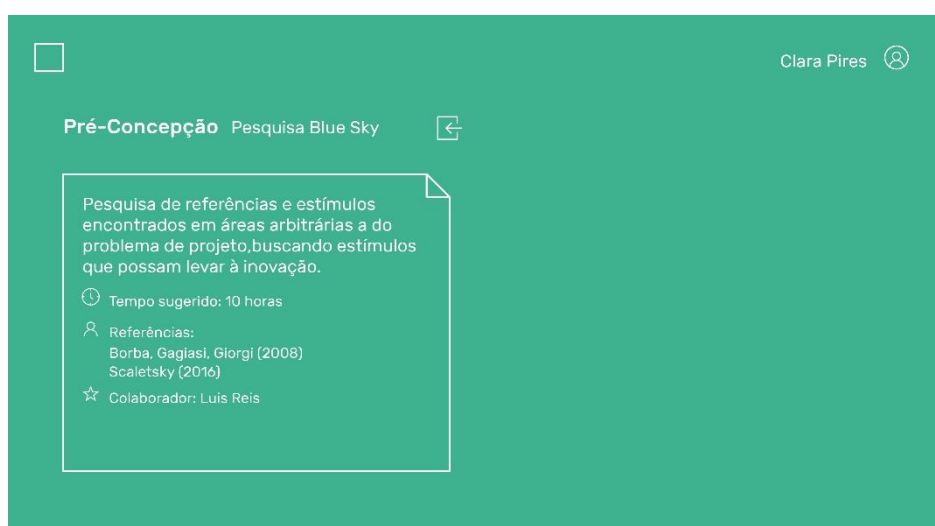 Clara Pires
Pré-Concepção Pesquisa Blue Sky
Pesquisa de referências e estímulos
encontrados em áreas arbitrárias a do
problema de projeto,buscando estímulos
que possam levar à inovação.
Tempo sugerido: 10 horas
Referências:
Borba, Gagiasi, Giorgi (2008)
Scaletsky (2016)
Colaborador: Luis Reis